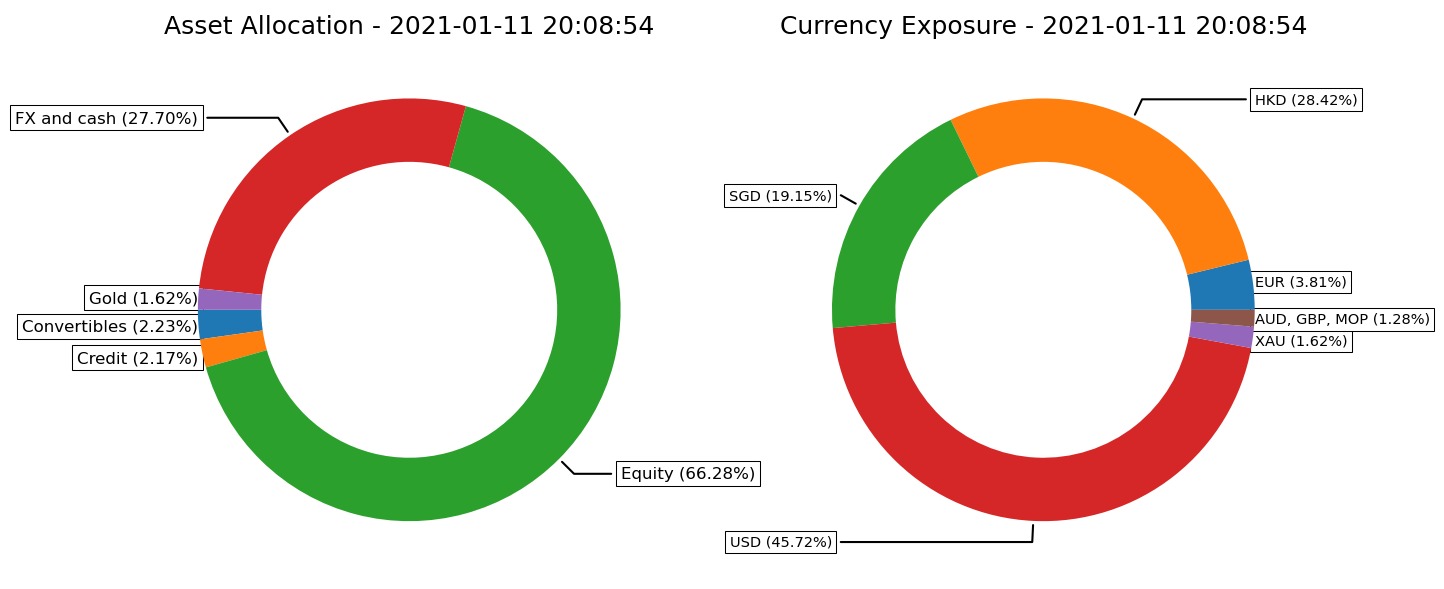 Asset Allocation - 2021-01-11 20:08:54
FX and cash (27.70%)
Gold (1.62%)
Convertibles (2.23%)
Credit (2.17%)
Equity (66.28%)
Currency Exposure - 2021-01-11 20:08:54
HKD (28.42%)
SGD (19.15%)
EUR (3.81%)
AUD, GBP, MOP (1.28%)
XAU (1.62%)
USD (45.72%)